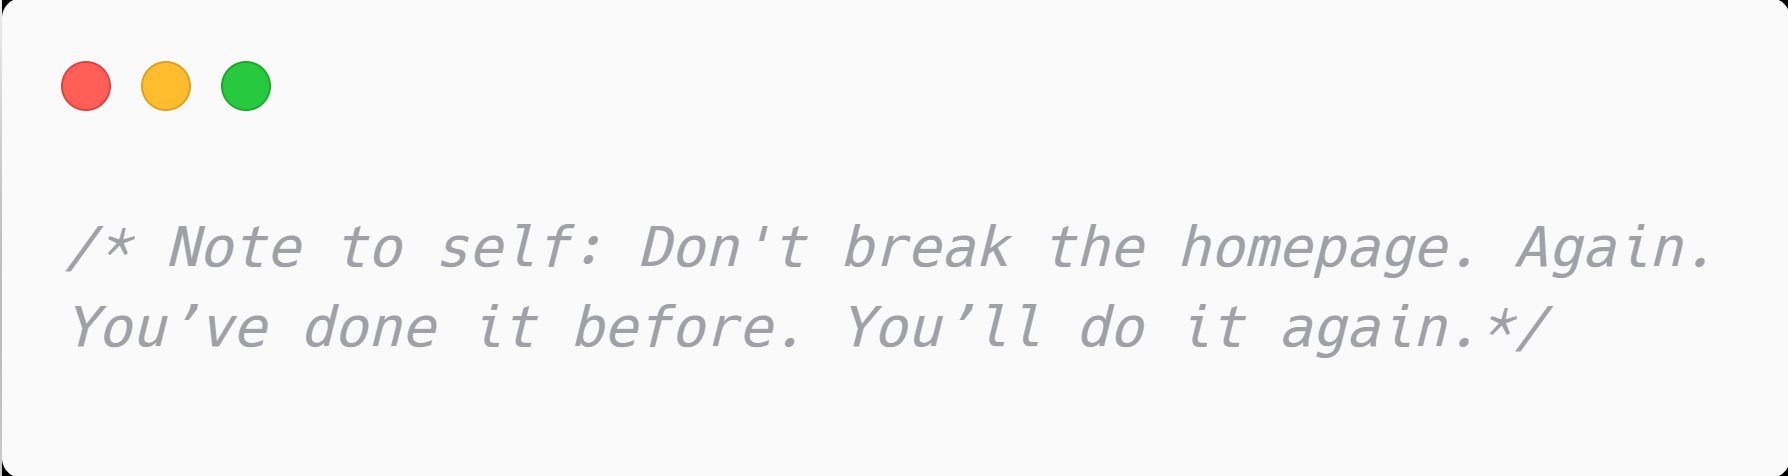 /* Note to self: Don't break the homepage. Again.
You’ve done it before. You’ll do it again.*/